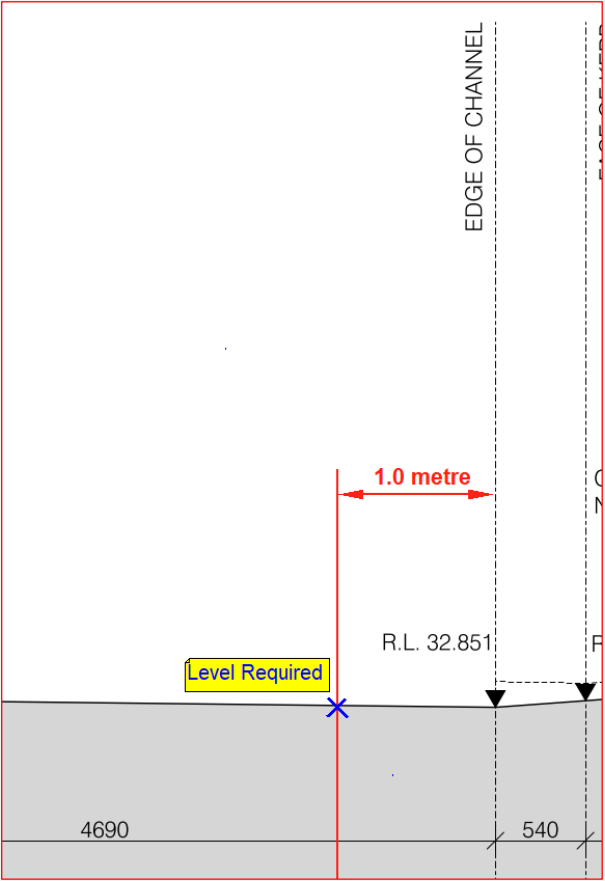 EDGE OF CHANNEL
1.0 metre
R.L. 32.851
Level Required
4690
540